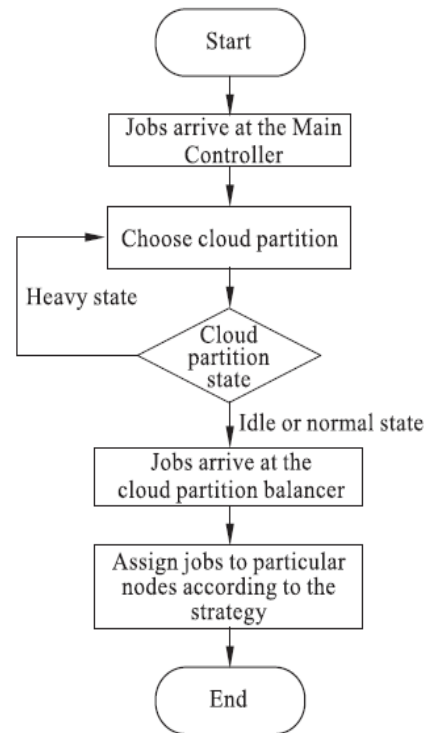 Start
Jobs arrive at the Main
Controller
Choose cloud partition
Heavy state
Cloud
partition
state
Idle or normal state
Jobs arrive at the
cloud partition balancer
Assign jobs to particular
nodes according to the
strategy
End